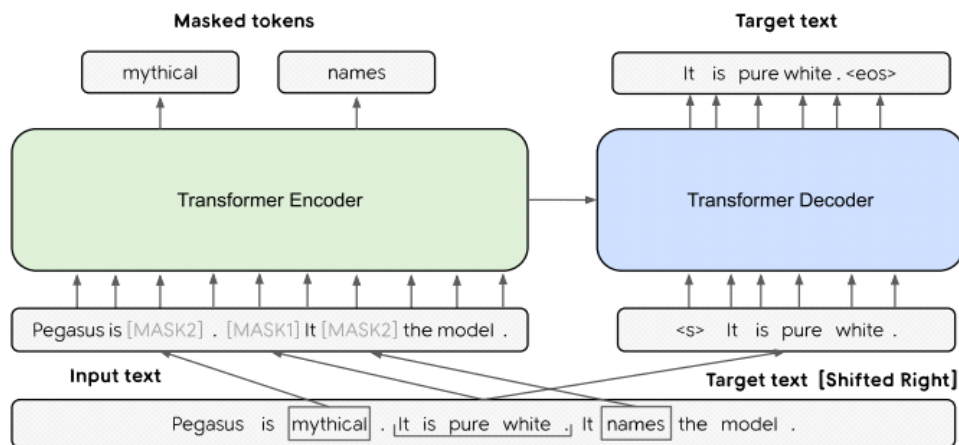 Masked tokens Target text
mythical names It is pure white . <eos>
Transformer Encoder Transformer Decoder
Pegasus is [MASK2] . [MASK1] It [MASK2] the model . <s> It is pure white .
Input text Target text [Shifted Right]
Pegasus is mythical . It is pure white . It names the model .